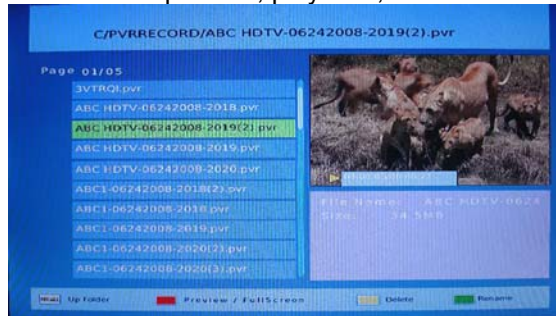 C/PVRRECORD/ABC HDTV-06242008-2019(2).pvr
Page 01/05
3VTRQI.pvr
ABC HDTV-06242008-2018.pvr
ABC HDTV-06242008-2019(2).pvr
ABC HDTV-06242008-2019.pvr
ABC HDTV-06242008-2020.pvr
ABC1-06242008-2018(2).pvr
ABC1-06242008-2018.pvr
ABC1-06242008-2019.pvr
ABC1-06242008-2020(2).pvr
ABC1-06242008-2020(3).pvr
File Name: ABC HDTV-0624
Size: 34.5MB
Up Folder
Preview / FullScreen
Delete
Rename